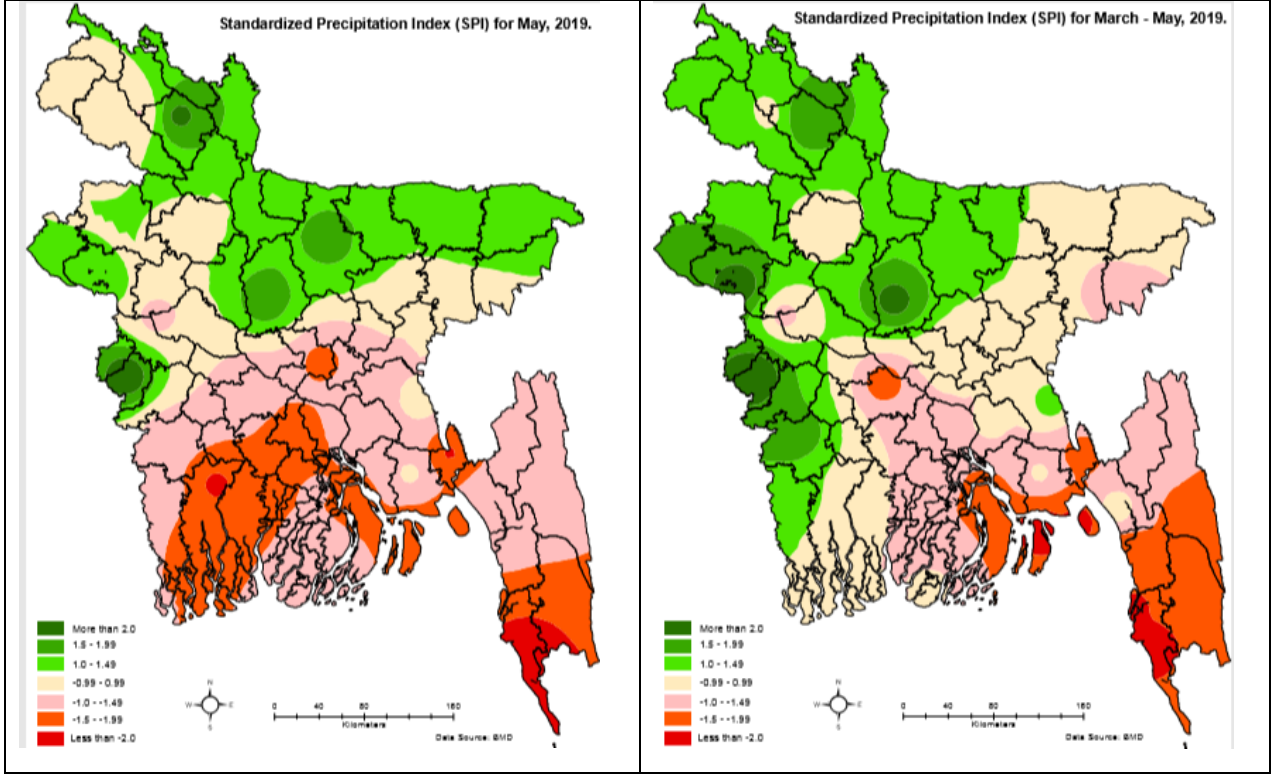 Standardized Precipitation Index (SPI) for May, 2019.
More than 2.0
1.5 - 1.99
1.0 - 1.49
-0.99 - 0.99
-1.0 - -1.49
-1.5 - -1.99
Less than -2.0
N
W E
S
0 40 80 160
Kilometers
Data Source: BMD
Standardized Precipitation Index (SPI) for March - May, 2019.
More than 2.0
1.5 - 1.99
1.0 - 1.49
-0.99 - 0.99
-1.0 - -1.49
-1.5 - -1.99
Less than -2.0
N
W E
S
0 40 80 160
Kilometers
Data Source: BMD